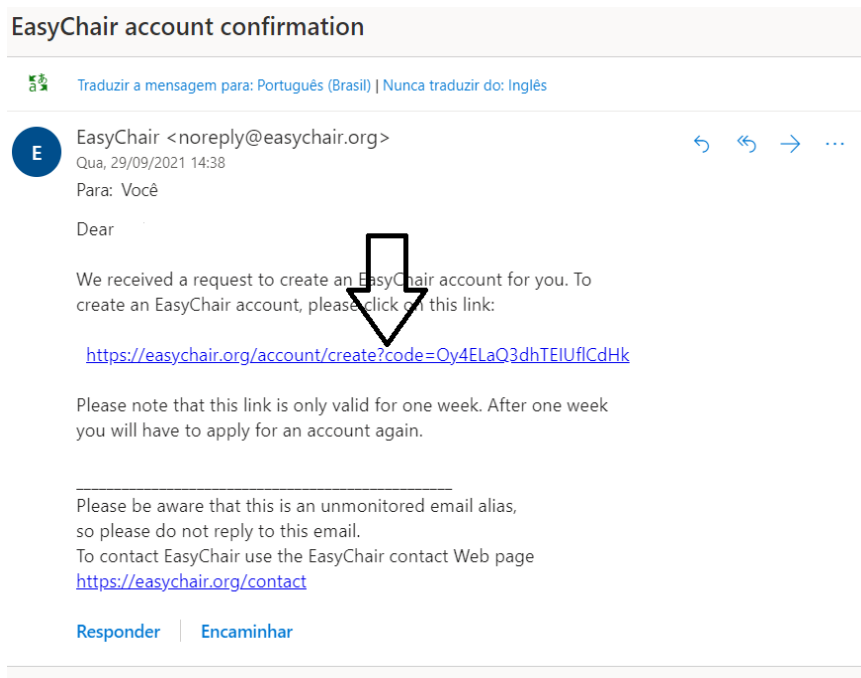 EasyChair account confirmation
Traduzir a mensagem para: Português (Brasil) | Nunca traduzir do: Inglês
E
EasyChair <noreply@easychair.org>
Qua, 29/09/2021 14:38
Para: Você
Dear
We received a request to create an EasyChair account for you. To
create an EasyChair account, please click on this link:
https://easychair.org/account/create?code=Oy4ELaQ3dhTEIUflCdHk
Please note that this link is only valid for one week. After one week
you will have to apply for an account again.
Please be aware that this is an unmonitored email alias,
so please do not reply to this email.
To contact EasyChair use the EasyChair contact Web page
https://easychair.org/contact
Responder | Encaminhar